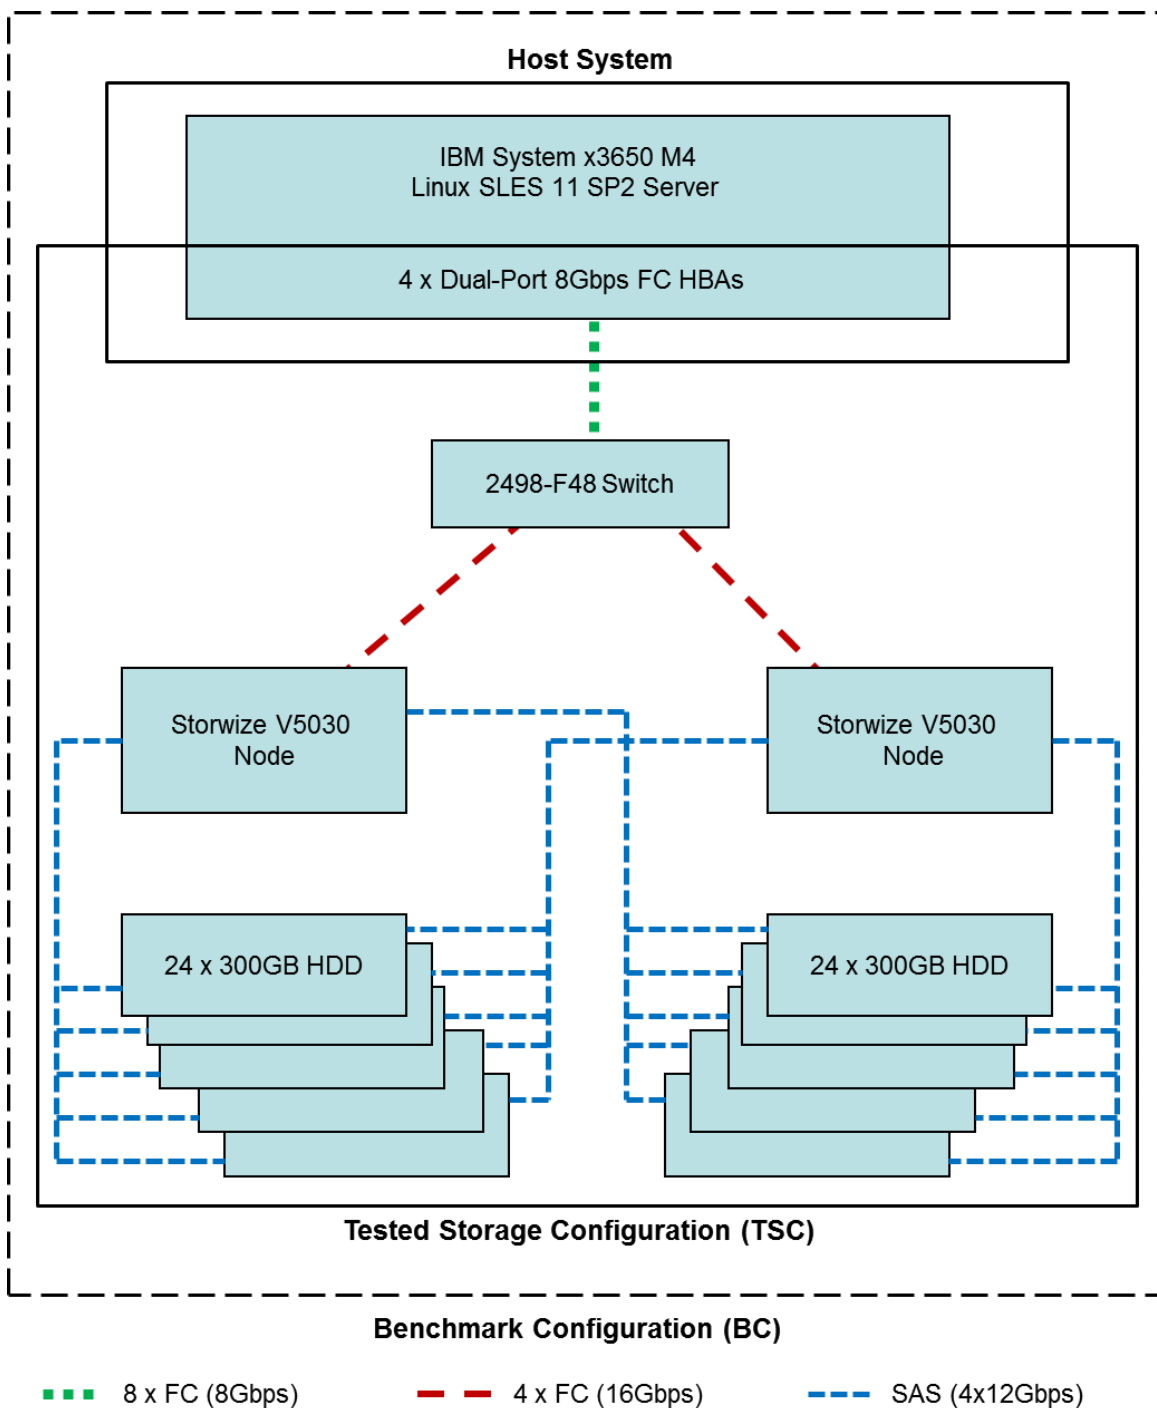 Host System
IBM System x3650 M4
Linux SLES 11 SP2 Server
4 x Dual-Port 8Gbps FC HBAs
2498-F48 Switch
Storwize V5030
Node
Storwize V5030
Node
24 x 300GB HDD
24 x 300GB HDD
Tested Storage Configuration (TSC)
Benchmark Configuration (BC)
8 x FC (8Gbps)
4 x FC (16Gbps)
SAS (4x12Gbps)